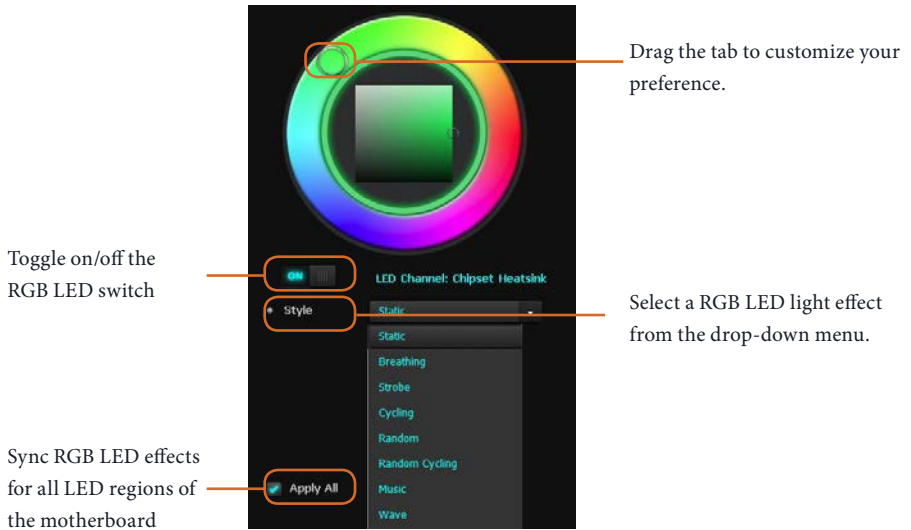 Drag the tab to customize your
preference.
Toggle on/off the
RGB LED switch
ON
LED Channel: Chipset Heatsink
Style
Static
Select a RGB LED light effect
from the drop-down menu.
Static
Breathing
Strobe
Cycling
Random
Random Cycling
Music
Wave
Sync RGB LED effects
for all LED regions of
the motherboard
Apply All